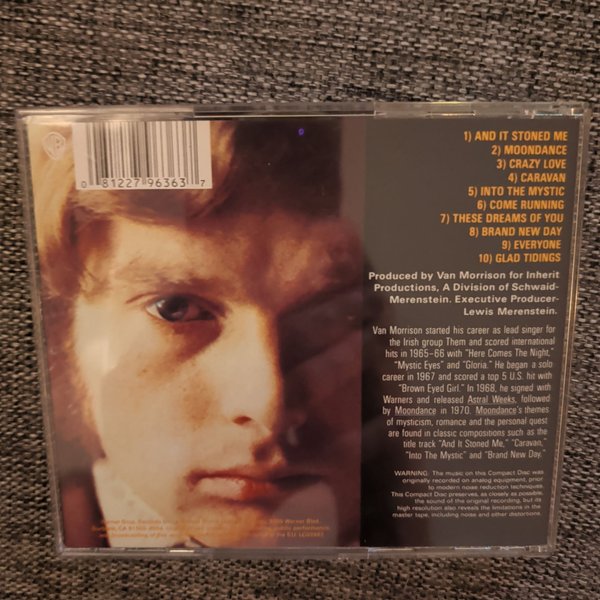 WB
0 81227 96363 7
1) AND IT STONED ME
2) MOONDANCE
3) CRAZY LOVE
4) CARAVAN
5) INTO THE MYSTIC
6) COME RUNNING
7) THESE DREAMS OF YOU
8) BRAND NEW DAY
9) EVERYONE
10) GLAD TIDINGS
Produced by Van Morrison for Inherit
Productions, A Division of Schwaid-
Merenstein. Executive Producer-
Lewis Merenstein.
Van Morrison started his career as lead singer for
the Irish group Them and scored international
hits in 1965-66 with "Here Comes The Night,"
"Mystic Eyes" and "Gloria." He began a solo
career in 1967 and scored a top 5 U.S. hit with
"Brown Eyed Girl." In 1968, he signed with
Warners and released Astral Weeks, followed
by Moondance in 1970. Moondance's themes
of mysticism, romance and the personal quest
are found in classic compositions such as the
title track "And It Stoned Me," "Caravan,"
"Into The Mystic" and "Brand New Day."
WARNING: The music on this Compact Disc was
originally recorded on analog equipment, prior
to modern noise reduction techniques.
This Compact Disc preserves, as closely as possible,
the sound of the original recording, but its
high resolution also reveals the limitations in the
master tape, including noise and other distortions.
Warner Blvd.
CA
public performance
broadcasting of this